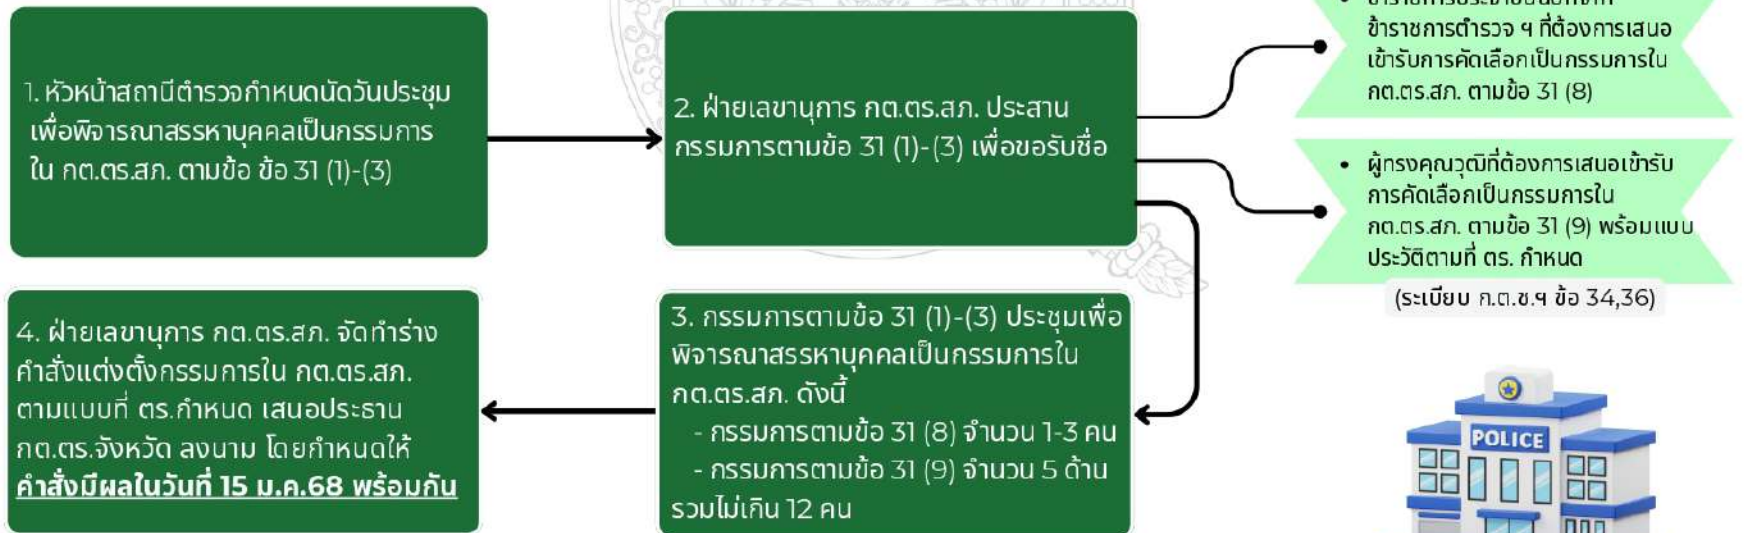 1. หัวหน้าสถานีตำรวจกำหนดนัดวันประชุม
เพื่อพิจารณาสรรหาบุคคลเป็นกรรมการ
ใน กต.ตร.สภ. ตามข้อ ข้อ 31 (1)-(3)
2. ฝ่ายเลขานุการ กต.ตร.สภ. ประสาน
กรรมการตามข้อ 31 (1)-(3) เพื่อขอรับชื่อ
ข้าราชการตำรวจ ฯ ที่ต้องการเสนอ
เข้ารับการคัดเลือกเป็นกรรมการใน
กต.ตร.สภ. ตามข้อ 31 (8)
• ผู้ทรงคุณวุฒิที่ต้องการเสนอเข้ารับ
การคัดเลือกเป็นกรรมการใน
กต.ตร.สภ. ตามข้อ 31 (9) พร้อมแบบ
ประวัติตามที่ ตร. กำหนด
(ระเบียบ ก.ต.ช.ฯ ข้อ 34,36)
3. กรรมการตามข้อ 31 (1)-(3) ประชุมเพื่อ
พิจารณาสรรหาบุคคลเป็นกรรมการใน
กต.ตร.สภ. ดังนี้
- กรรมการตามข้อ 31 (8) จำนวน 1-3 คน
- กรรมการตามข้อ 31 (9) จำนวน 5 ด้าน
รวมไม่เกิน 12 คน
4. ฝ่ายเลขานุการ กต.ตร.สภ. จัดทำร่าง
คำสั่งแต่งตั้งกรรมการใน กต.ตร.สภ.
ตามแบบที่ ตร.กำหนด เสนอประธาน
กต.ตร.จังหวัด ลงนาม โดยกำหนดให้
คำสั่งมีผลในวันที่ 15 ม.ค.68 พร้อมกัน
POLICE